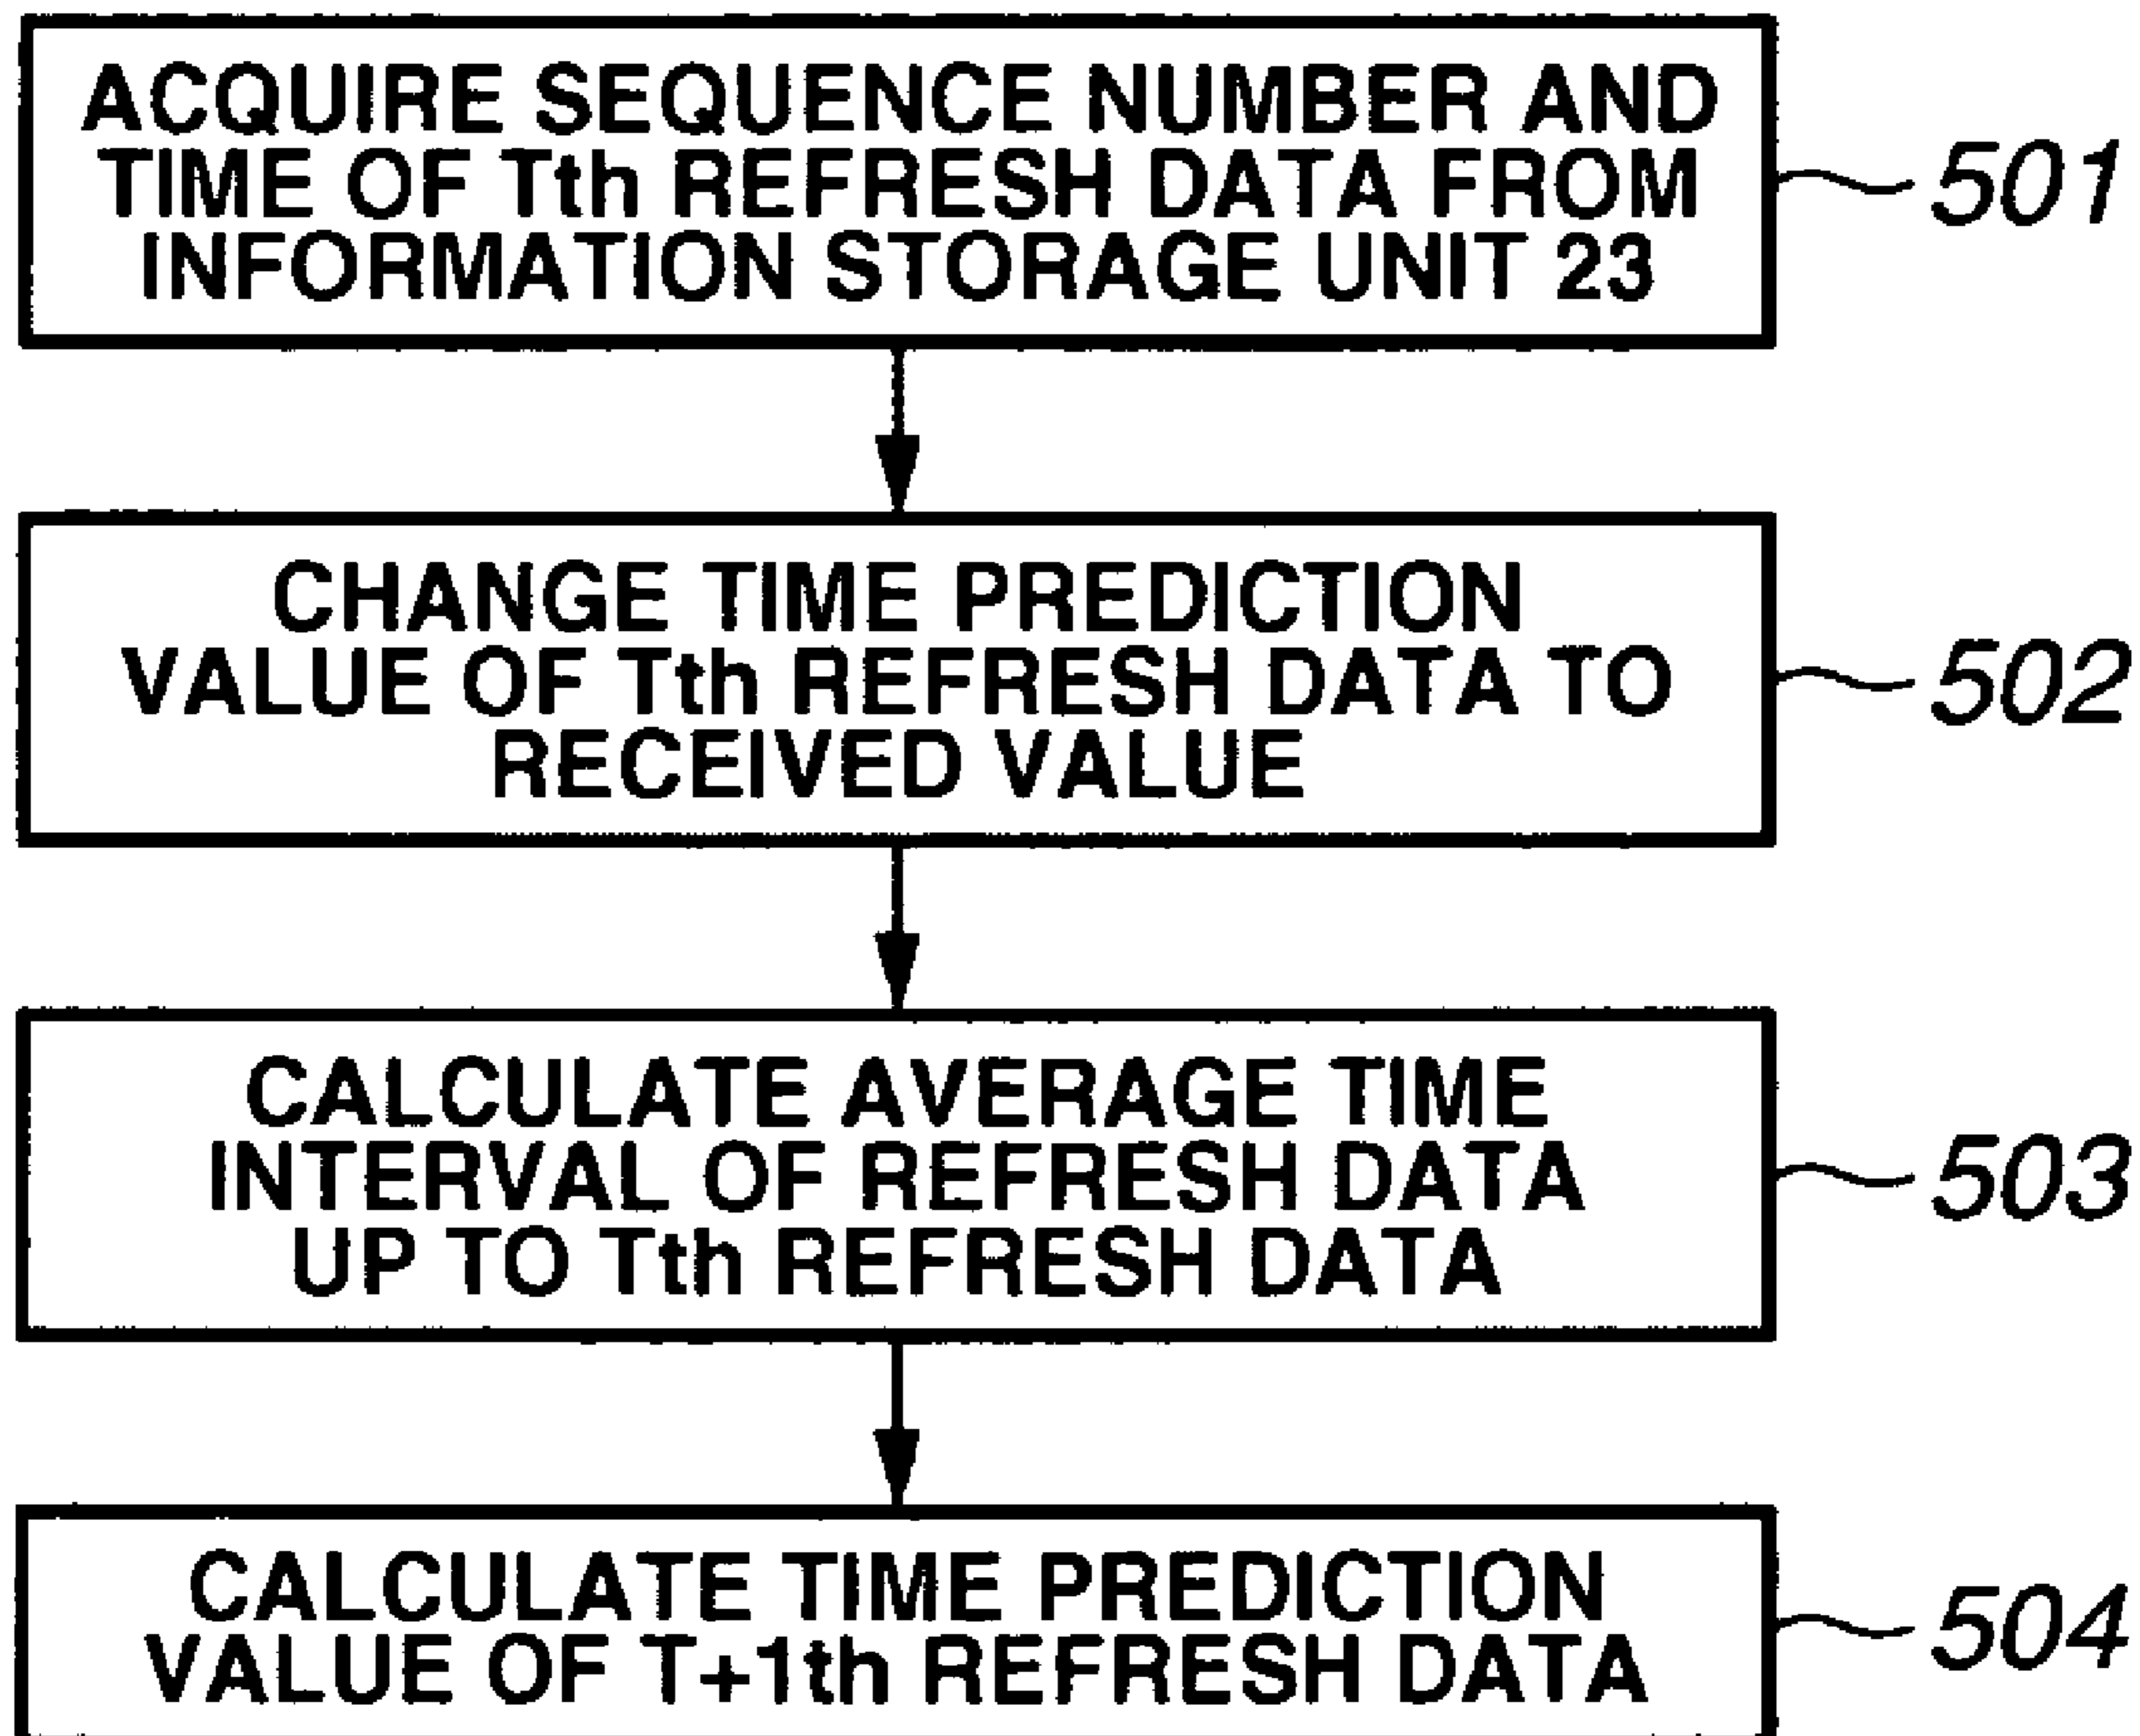 ACQUIRE SEQUENCE NUMBER AND
TIME OF Tth REFRESH DATA FROM
INFORMATION STORAGE UNIT 23
501
CHANGE TIME PREDICTION
VALUE OF Tth REFRESH DATA TO
RECEIVED VALUE
502
CALCULATE AVERAGE TIME
INTERVAL OF REFRESH DATA
UP TO Tth REFRESH DATA
503
CALCULATE TIME PREDICTION
VALUE OF T+1th REFRESH DATA
504